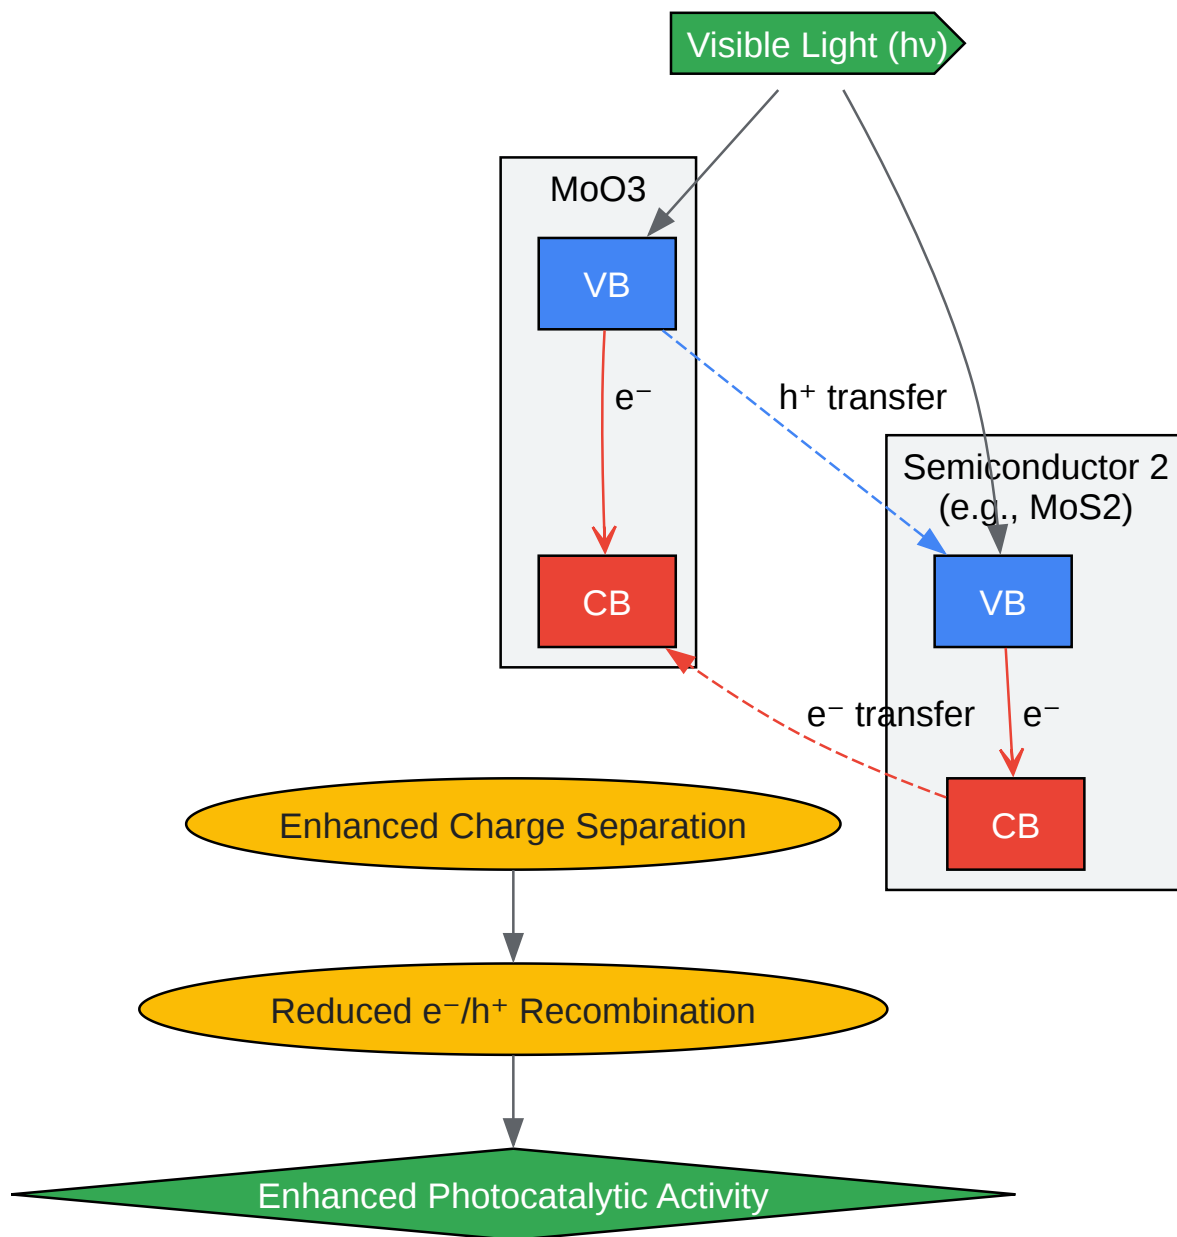 Visible Light (hν)
MoO3
VB
e⁻
h⁺ transfer
Semiconductor 2
(e.g., MoS2)
CB
VB
e⁻ transfer
e⁻
CB
Enhanced Charge Separation
Reduced e⁻/h⁺ Recombination
Enhanced Photocatalytic Activity